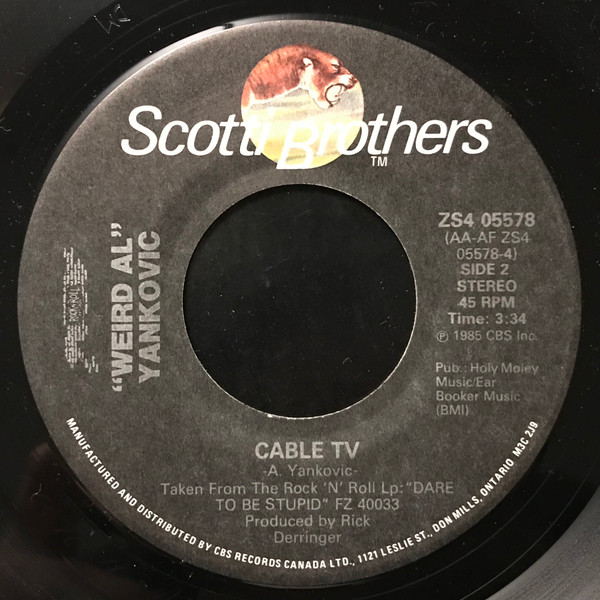 Scotti Brothers
TM
"WEIRD AL"
YANKOVIC
ROCK 'N' ROLL
ZS4 05578
(AA-AF ZS4
05578-4)
SIDE 2
STEREO
45 RPM
Time: 3:34
℗ 1985 CBS Inc.
Pub.: Holy Moley
Music/Ear
Booker Music
(BMI)
CABLE TV
-A. Yankovic-
Taken From The Rock 'N' Roll Lp: "DARE
TO BE STUPID" FZ 40033
Produced by Rick
Derringer
MANUFACTURED AND DISTRIBUTED BY CBS RECORDS CANADA LTD., 1121 LESLIE ST., DON MILLS, ONTARIO M3C 2J9